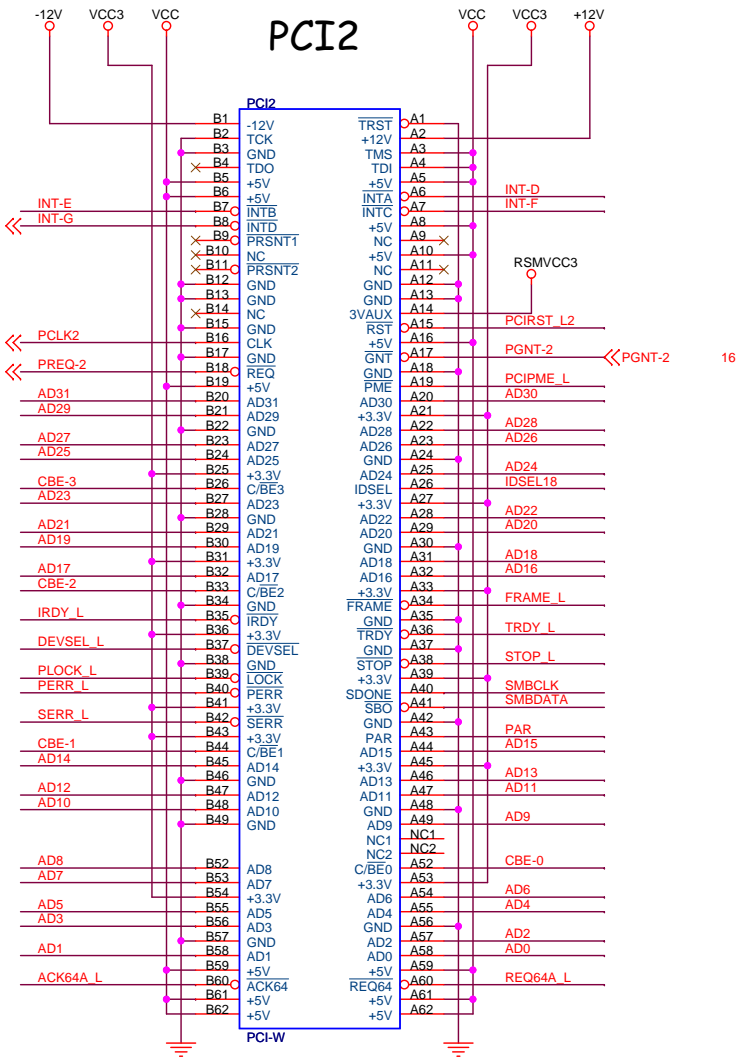 -12V VCC3 VCC VCC VCC3 +12V
PCI2
PCI2
B1 -12V TRST A1
B2 TCK +12V A2
B3 GND TMS A3
B4 TDO TDI A4
B5 +5V +5V A5
B6 +5V INTA A6 INT-D
INT-E B7 INTB INTC A7 INT-F
INT-G B8 INTD +5V A8
B9 PRSNT1 NC A9
B10 NC +5V A10
B11 PRSNT2 NC A11
RSMVCC3
B12 GND GND A12
B13 GND GND A13
B14 NC 3VAUX A14
B15 GND RST A15 PCIRST_L2
PCLK2 B16 CLK +5V A16
B17 GND GNT A17 PGNT-2 PGNT-2 16
PREQ-2 B18 REQ GND A18
B19 +5V PME A19 PCIPME_L
AD31 B20 AD31 AD30 A20 AD30
AD29 B21 AD29 +3.3V A21
B22 GND AD28 A22 AD28
AD27 B23 AD27 AD26 A23 AD26
AD25 B24 AD25 GND A24
B25 +3.3V AD24 A25 AD24
CBE-3 B26 C/BE3 IDSEL A26 IDSEL18
AD23 B27 AD23 +3.3V A27
B28 GND AD22 A28 AD22
AD21 B29 AD21 AD20 A29 AD20
AD19 B30 AD19 GND A30
B31 +3.3V AD18 A31 AD18
AD17 B32 AD17 AD16 A32 AD16
CBE-2 B33 C/BE2 +3.3V A33
B34 GND FRAME A34 FRAME_L
IRDY_L B35 IRDY GND A35
B36 +3.3V TRDY A36 TRDY_L
DEVSEL_L B37 DEVSEL GND A37
B38 GND STOP A38 STOP_L
PLOCK_L B39 LOCK +3.3V A39
PERR_L B40 PERR SDONE A40 SMBCLK
B41 +3.3V SBO A41 SMBDATA
SERR_L B42 SERR GND A42
B43 +3.3V PAR A43 PAR
CBE-1 B44 C/BE1 AD15 A44 AD15
AD14 B45 AD14 +3.3V A45
B46 GND AD13 A46 AD13
AD12 B47 AD12 AD11 A47 AD11
AD10 B48 AD10 GND A48
B49 GND AD9 A49 AD9
NC1 NC1
NC2 NC2
AD8 B52 AD8 C/BE0 A52 CBE-0
AD7 B53 AD7 +3.3V A53
B54 +3.3V AD6 A54 AD6
AD5 B55 AD5 AD4 A55 AD4
AD3 B56 AD3 GND A56
B57 GND AD2 A57 AD2
AD1 B58 AD1 AD0 A58 AD0
B59 +5V +5V A59
ACK64A_L B60 ACK64 REQ64 A60 REQ64A_L
B61 +5V +5V A61
B62 +5V +5V A62
PCI-W